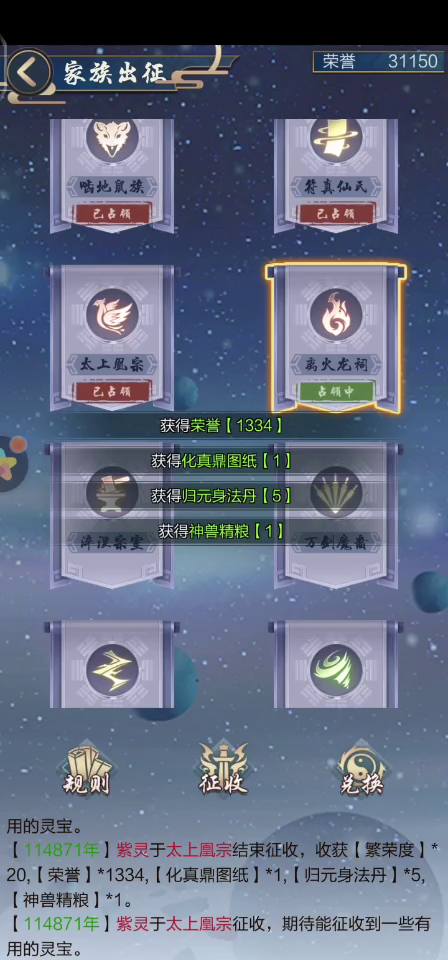 家族出征
荣誉 31150
啮地鼠族
符真仙氏
已占领
已占领
太上凰宗
离火龙祠
已占领
占领中
获得荣誉【1334】
获得化真鼎图纸【1】
获得归元身法丹【5】
获得神兽精粮【1】
万剑魔裔
规则
征收
兑换
用的灵宝。
【114871年】紫灵于太上凰宗结束征收，收获【繁荣度】*
20,【荣誉】*1334,【化真鼎图纸】*1,【归元身法丹】*5,
【神兽精粮】*1。
【114871年】紫灵于太上凰宗征收，期待能征收到一些有
用的灵宝。